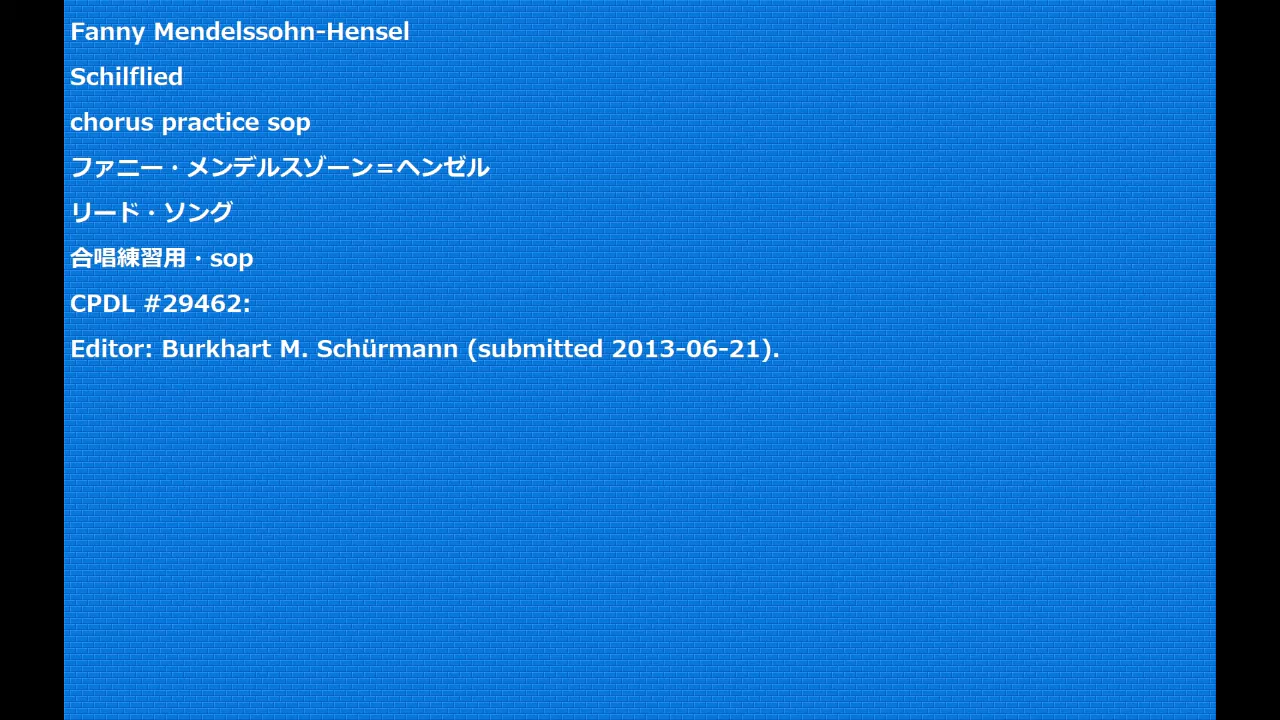 Fanny Mendelssohn-Hensel
Schilflied
chorus practice sop
ファニー・メンデルスゾーン＝ヘンゼル
リード・ソング
合唱練習用・sop
CPDL #29462:
Editor: Burkhart M. Schürmann (submitted 2013-06-21).